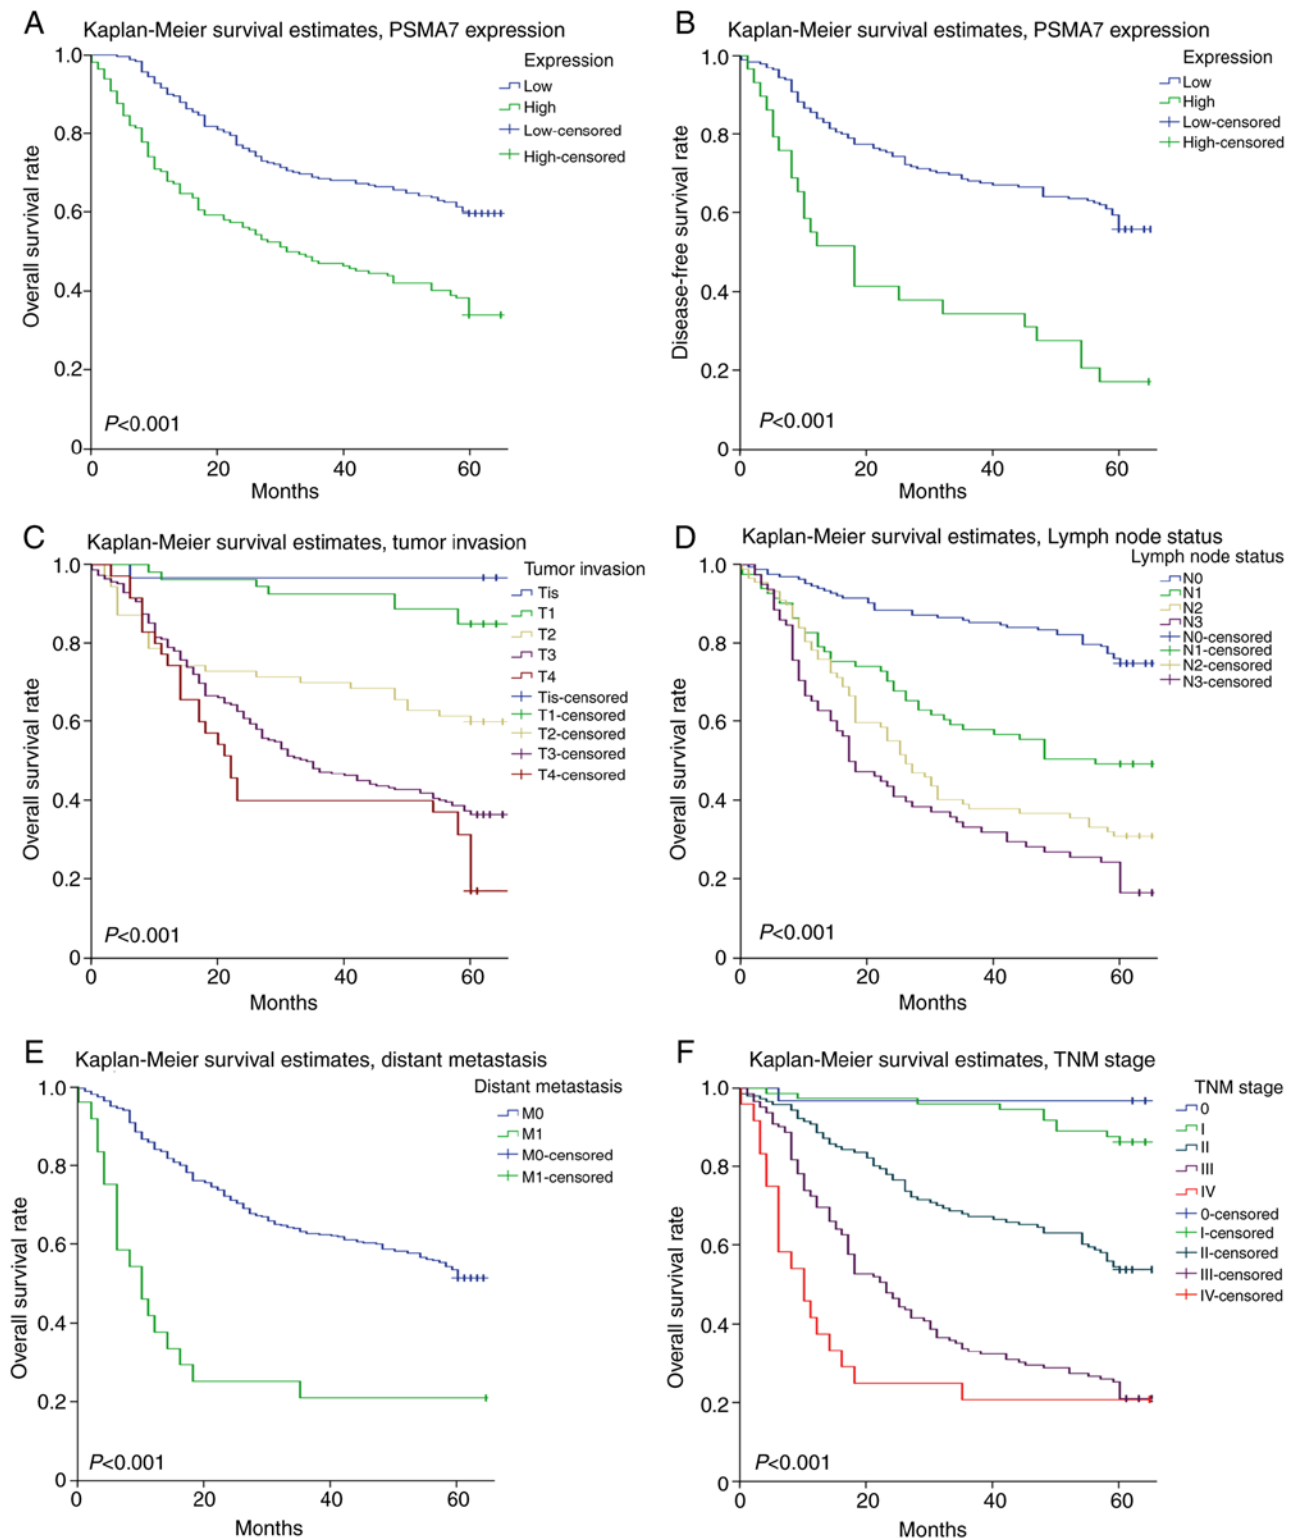 A
Kaplan-Meier survival estimates, PSMA7 expression
Expression
Low
High
Low-censored
High-censored
Overall survival rate
1.0
0.8
0.6
0.4
0.2
0
P<0.001
0 20 40 60
Months
B
Kaplan-Meier survival estimates, PSMA7 expression
Expression
Low
High
Low-censored
High-censored
Disease-free survival rate
1.0
0.8
0.6
0.4
0.2
0
P<0.001
0 20 40 60
Months
C
Kaplan-Meier survival estimates, tumor invasion
Tumor invasion
Tis
T1
T2
T3
T4
Tis-censored
T1-censored
T2-censored
T3-censored
T4-censored
Overall survival rate
1.0
0.8
0.6
0.4
0.2
0
P<0.001
0 20 40 60
Months
D
Kaplan-Meier survival estimates, Lymph node status
Lymph node status
N0
N1
N2
N3
N0-censored
N1-censored
N2-censored
N3-censored
Overall survival rate
1.0
0.8
0.6
0.4
0.2
0
P<0.001
0 20 40 60
Months
E
Kaplan-Meier survival estimates, distant metastasis
Distant metastasis
M0
M1
M0-censored
M1-censored
Overall survival rate
1.0
0.8
0.6
0.4
0.2
0
P<0.001
0 20 40 60
Months
F
Kaplan-Meier survival estimates, TNM stage
TNM stage
0
I
II
III
IV
0-censored
I-censored
II-censored
III-censored
IV-censored
Overall survival rate
1.0
0.8
0.6
0.4
0.2
0
P<0.001
0 20 40 60
Months